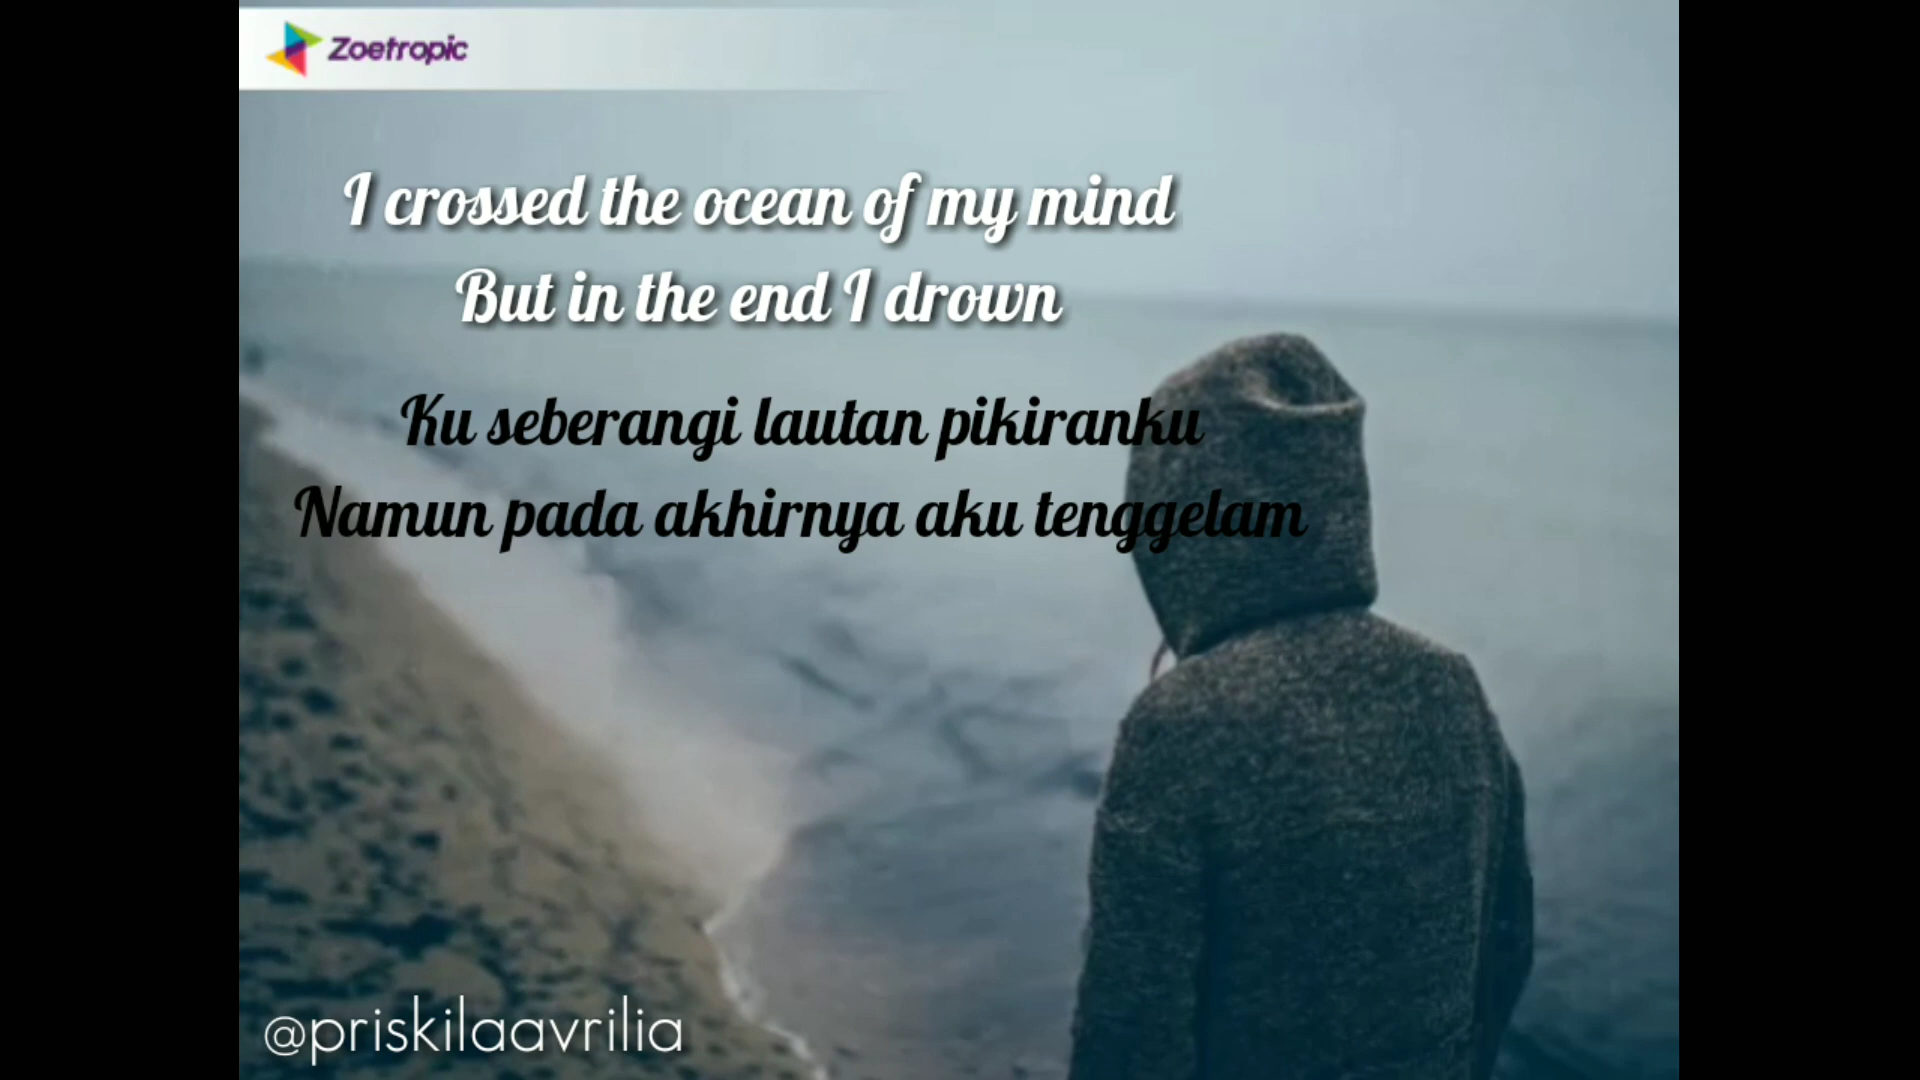 Zoetropic
I crossed the ocean of my mind
But in the end I drown
Ku seberangi lautan pikiranku
Namun pada akhirnya aku tenggelam
@priskilaavrilia